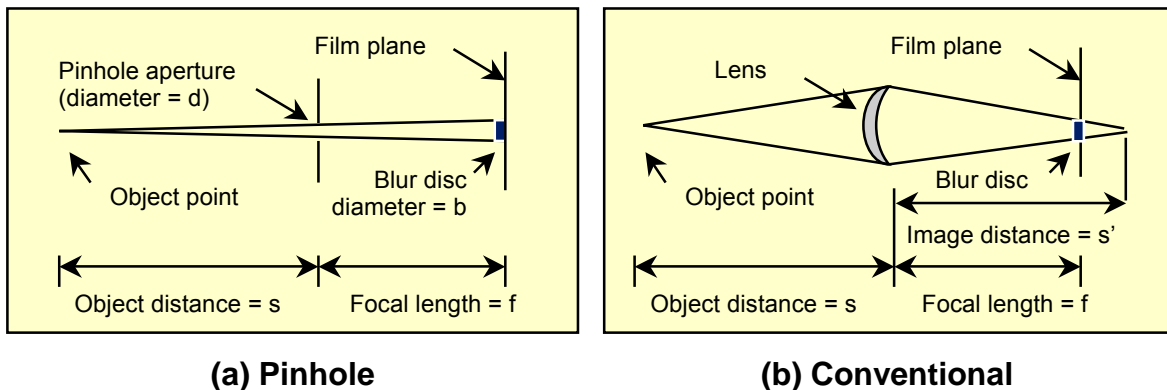 Film plane
Pinhole aperture
(diameter = d)
Object point
Blur disc
diameter = b
Object distance = s
Focal length = f
(a) Pinhole
Film plane
Lens
Object point
Blur disc
Image distance = s’
Object distance = s
Focal length = f
(b) Conventional